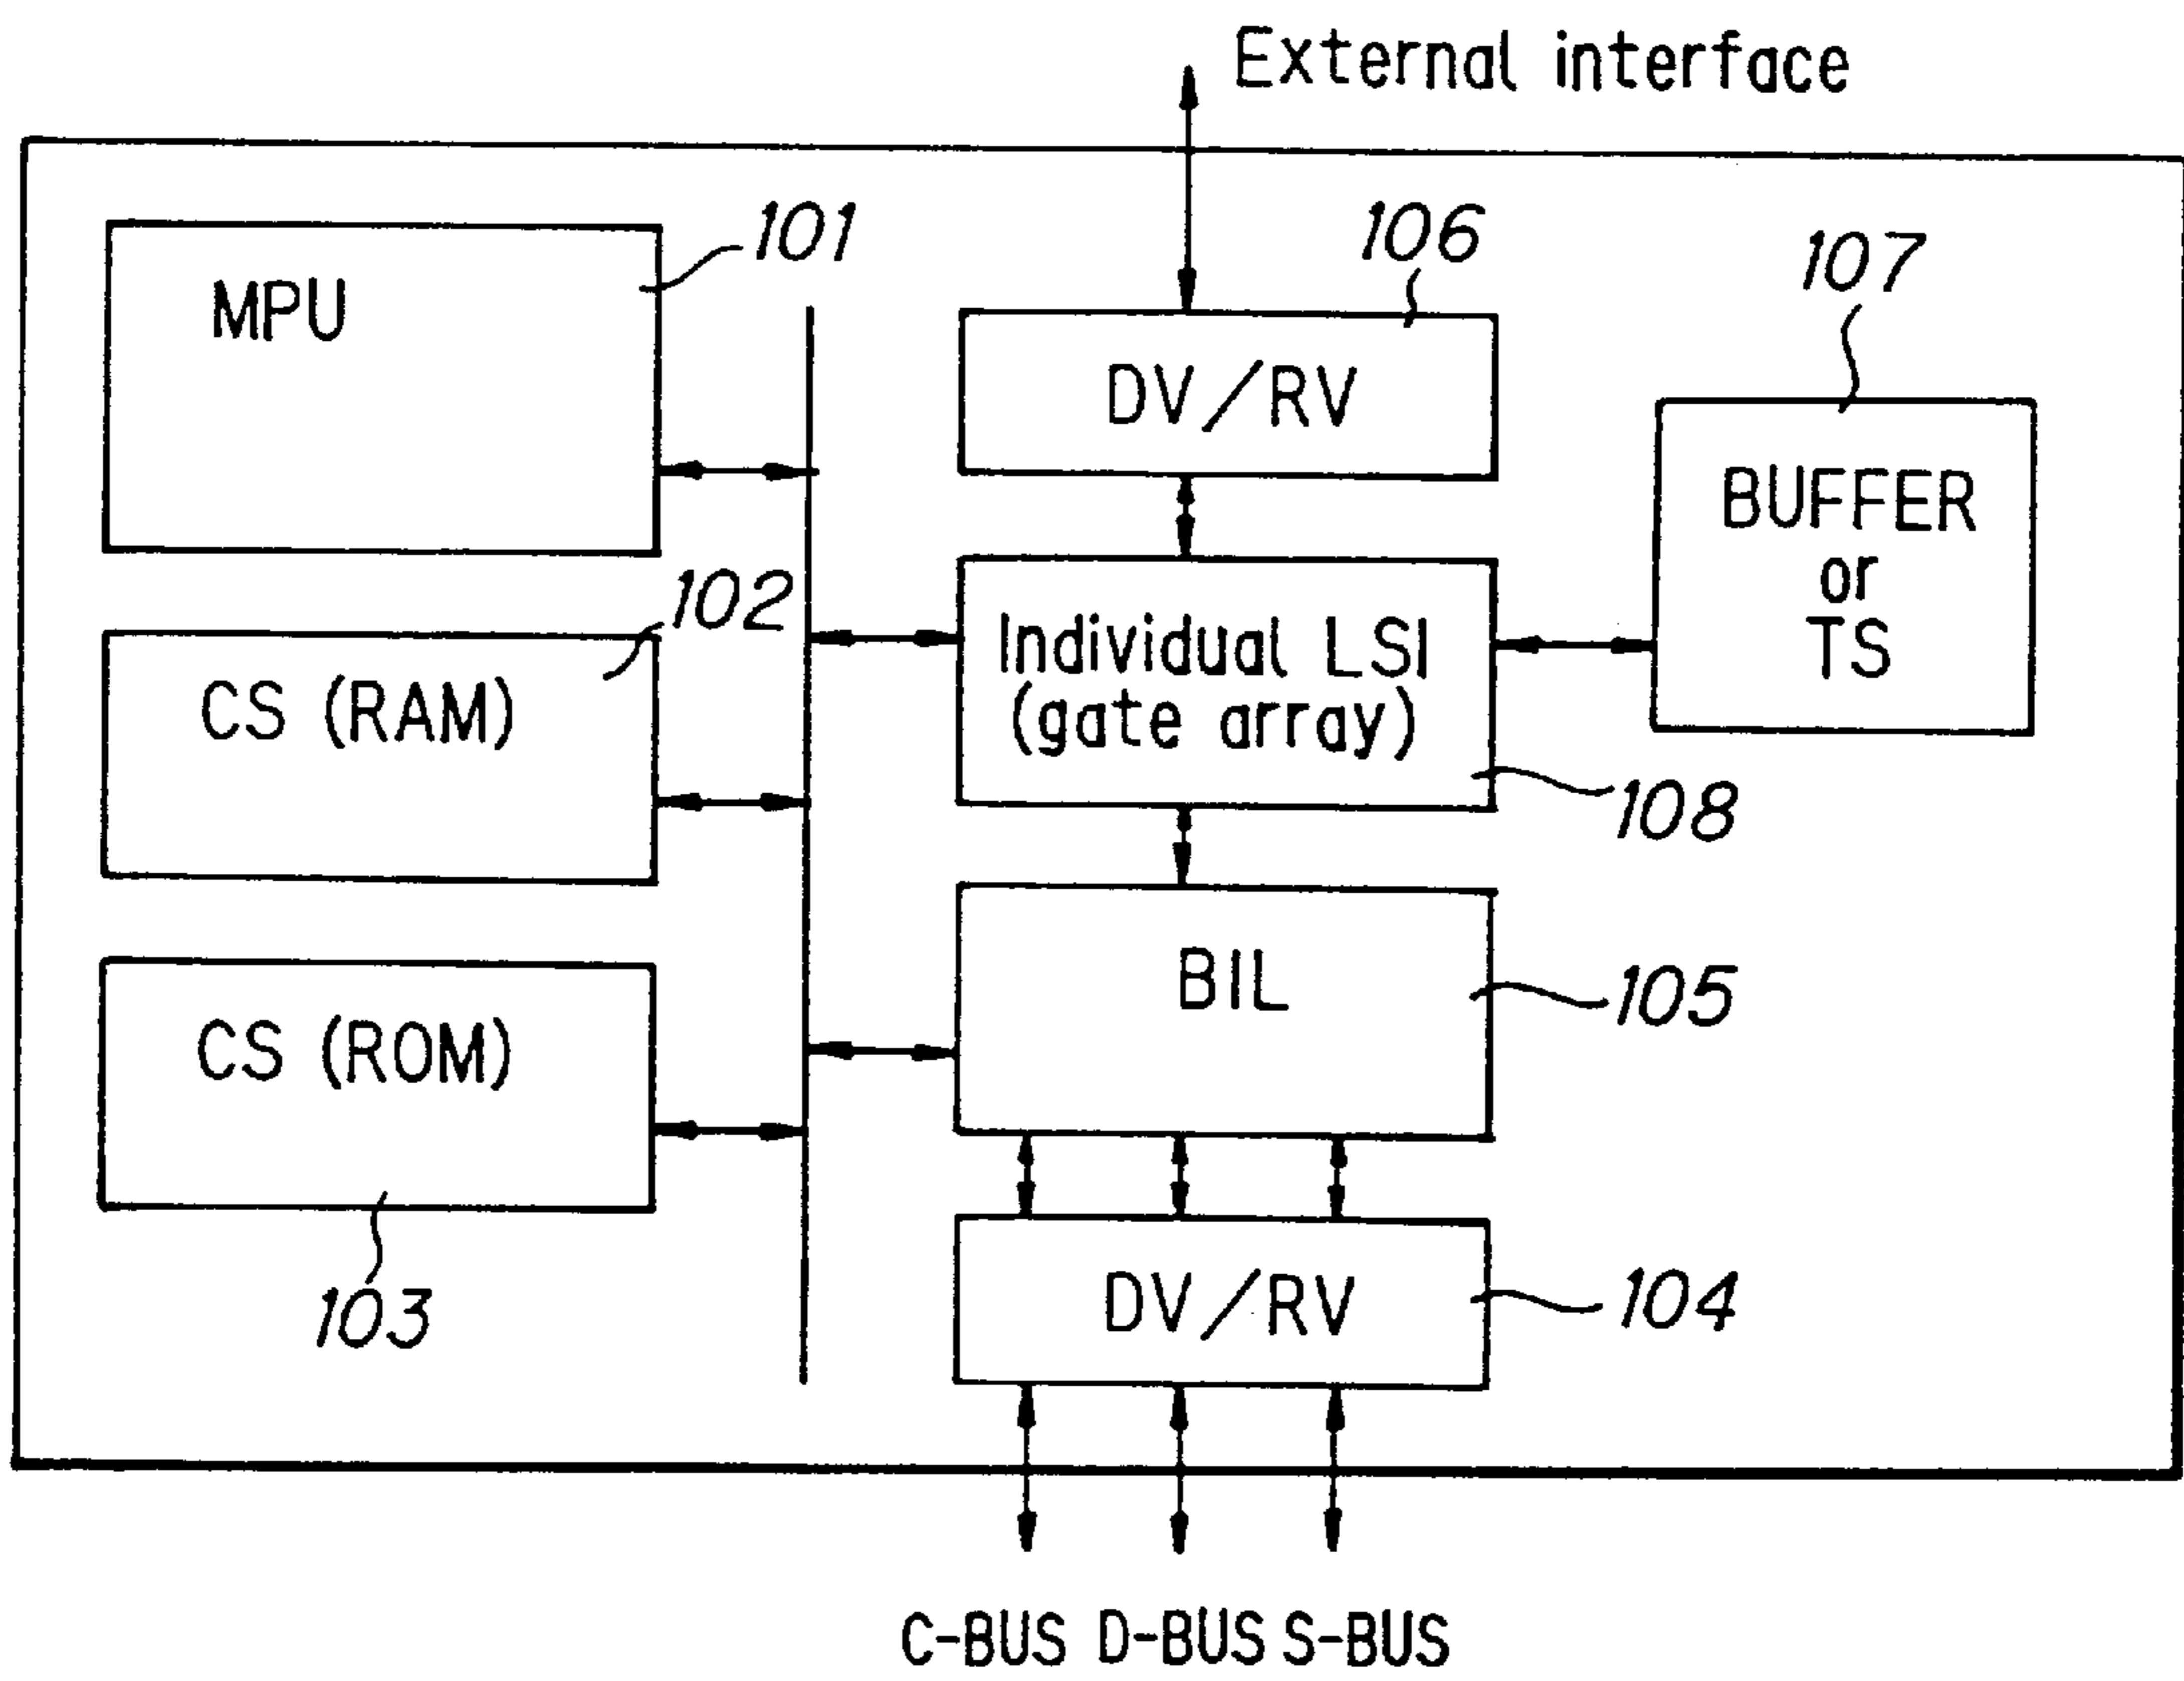 External interface
101
MPU
106
DV/RV
107
BUFFER
or
TS
102
CS (RAM)
Individual LSI
(gate array)
108
BIL
105
CS (ROM)
103
DV/RV
104
C-BUS D-BUS S-BUS